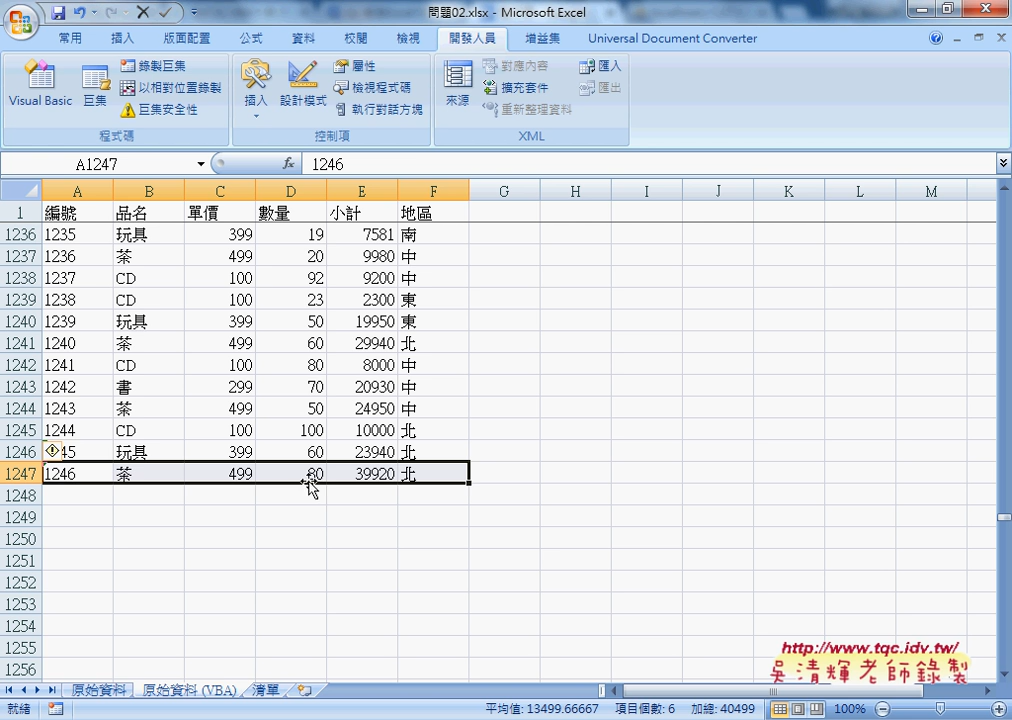 問題02.xlsx - Microsoft Excel
常用 插入 版面配置 公式 資料 校閱 檢視 開發人員 增益集 Universal Document Converter
Visual Basic 巨集 錄製巨集 以相對位置錄製 巨集安全性 程式碼
插入 設計模式 屬性 檢視程式碼 執行對話方塊 控制項
來源 對應內容 擴充套件 重新整理資料 匯入 匯出 XML
A1247 fx 1246
A B C D E F G H I J K L M
1 編號 品名 單價 數量 小計 地區
1236 1235 玩具 399 19 7581 南
1237 1236 茶 499 20 9980 中
1238 1237 CD 100 92 9200 中
1239 1238 CD 100 23 2300 東
1240 1239 玩具 399 50 19950 東
1241 1240 茶 499 60 29940 北
1242 1241 CD 100 80 8000 中
1243 1242 書 299 70 20930 中
1244 1243 茶 499 50 24950 中
1245 1244 CD 100 100 10000 北
1246 45 玩具 399 60 23940 北
1247 1246 茶 499 80 39920 北
1248
1249
1250
1251
1252
1253
1254
1255
1256
http://www.tqc.idv.tw/
吳清輝老師錄製
原始資料 原始資料 (VBA) 清單
就緒 平均值: 13499.66667 項目個數: 6 加總: 40499 100%